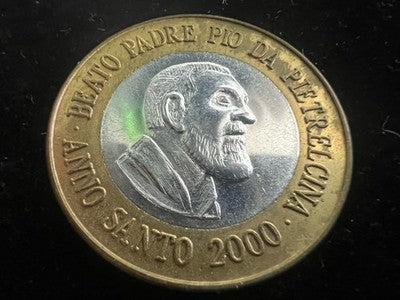 · BEATO PADRE PIO DA PIETRELCINA ·
ANNO SANTO 2000